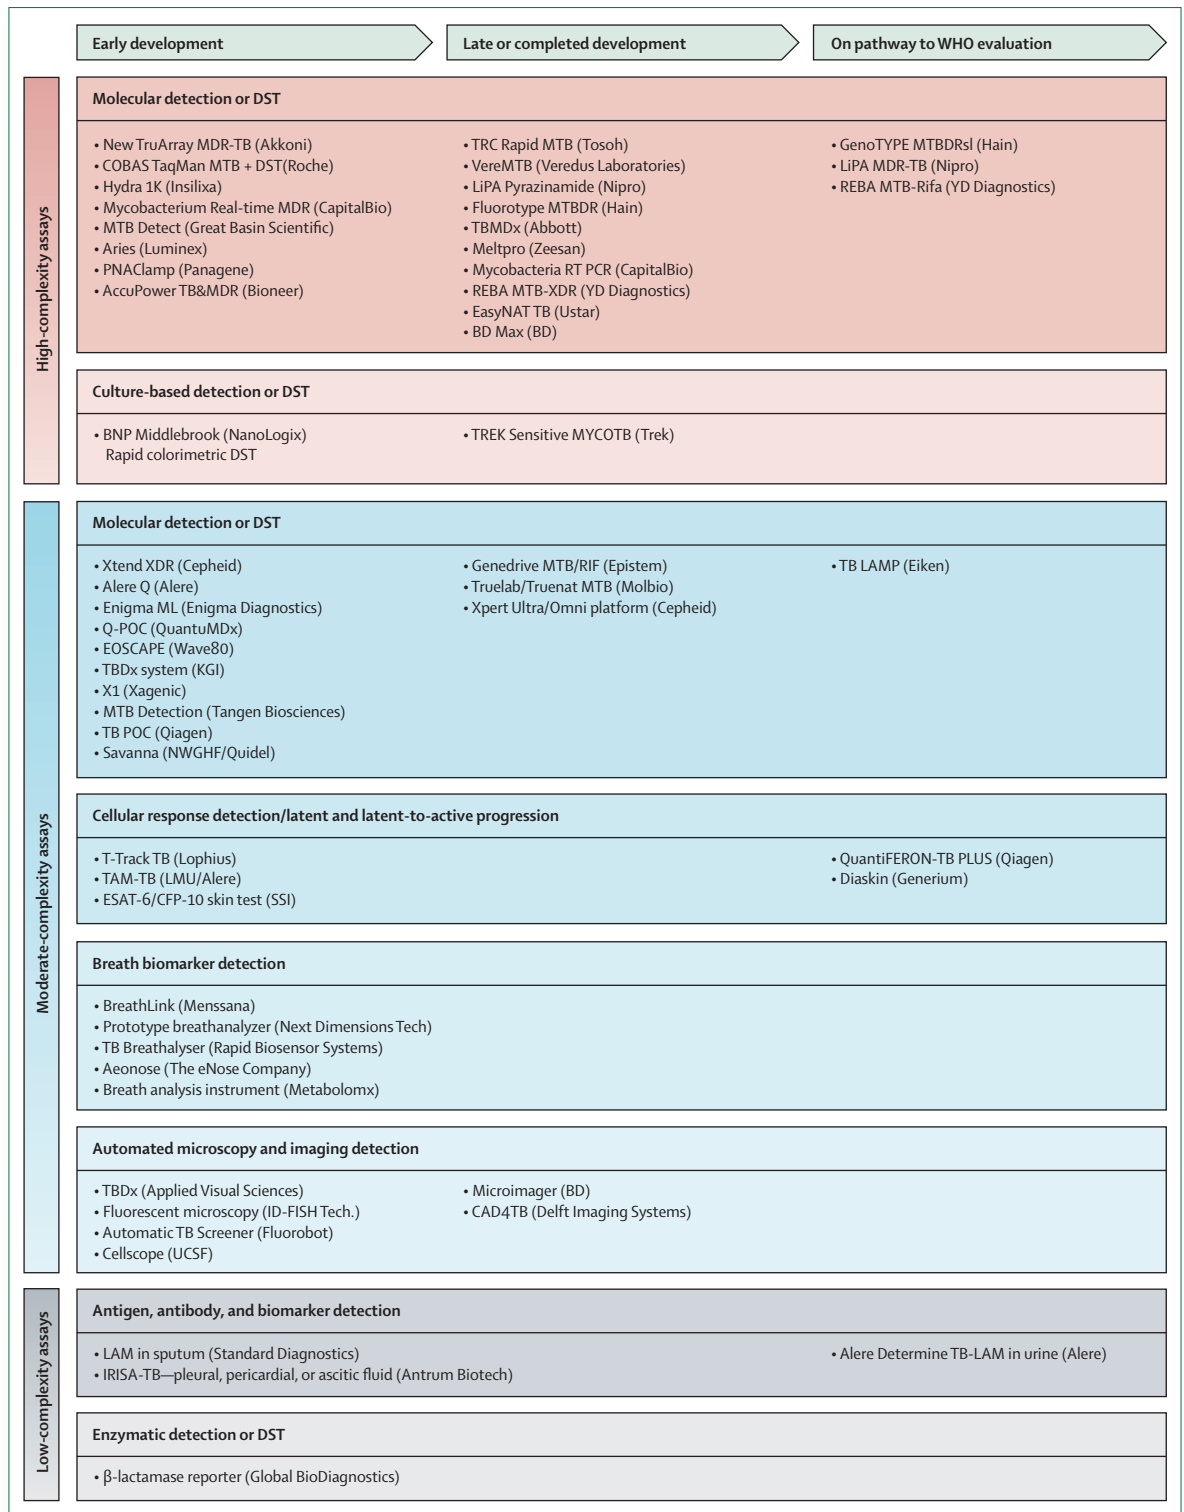 Early development
Late or completed development
On pathway to WHO evaluation
High-complexity assays
Molecular detection or DST
• New TruArray MDR-TB (Akkoni)
• COBAS TaqMan MTB + DST(Roche)
• Hydra 1K (Insilixa)
• Mycobacterium Real-time MDR (CapitalBio)
• MTB Detect (Great Basin Scientific)
• Aries (Luminex)
• PNAClamp (Panagene)
• AccuPower TB&MDR (Bioneer)
• TRC Rapid MTB (Tosoh)
• VereMTB (Veredus Laboratories)
• LiPA Pyrazinamide (Nipro)
• Fluorotype MTBDR (Hain)
• TBMDx (Abbott)
• Meltpro (Zeesan)
• Mycobacteria RT PCR (CapitalBio)
• REBA MTB-XDR (YD Diagnostics)
• EasyNAT TB (Ustar)
• BD Max (BD)
• GenoTYPE MTBDRsl (Hain)
• LiPA MDR-TB (Nipro)
• REBA MTB-Rifa (YD Diagnostics)
Culture-based detection or DST
• BNP Middlebrook (NanoLogix)
Rapid colorimetric DST
• TREK Sensitive MYCOTB (Trek)
Moderate-complexity assays
Molecular detection or DST
• Xtend XDR (Cepheid)
• Alere Q (Alere)
• Enigma ML (Enigma Diagnostics)
• Q-POC (QuantuMDx)
• EOSCAPE (Wave80)
• TBDx system (KGI)
• X1 (Xagenic)
• MTB Detection (Tangen Biosciences)
• TB POC (Qiagen)
• Savanna (NWGHF/Quidel)
• Genedrive MTB/RIF (Epistem)
• Truelab/Truenat MTB (Molbio)
• Xpert Ultra/Omni platform (Cepheid)
• TB LAMP (Eiken)
Cellular response detection/latent and latent-to-active progression
• T-Track TB (Lophius)
• TAM-TB (LMU/Alere)
• ESAT-6/CFP-10 skin test (SSI)
• QuantiFERON-TB PLUS (Qiagen)
• Diaskin (Generium)
Breath biomarker detection
• BreathLink (Menssana)
• Prototype breathanalyzer (Next Dimensions Tech)
• TB Breathalyser (Rapid Biosensor Systems)
• Aeonose (The eNose Company)
• Breath analysis instrument (Metabolomx)
Automated microscopy and imaging detection
• TBDx (Applied Visual Sciences)
• Fluorescent microscopy (ID-FISH Tech.)
• Automatic TB Screener (Fluorobot)
• Cellscope (UCSF)
• Microimager (BD)
• CAD4TB (Delft Imaging Systems)
Low-complexity assays
Antigen, antibody, and biomarker detection
• LAM in sputum (Standard Diagnostics)
• IRISA-TB—pleural, pericardial, or ascitic fluid (Antrum Biotech)
• Alere Determine TB-LAM in urine (Alere)
Enzymatic detection or DST
• β-lactamase reporter (Global BioDiagnostics)